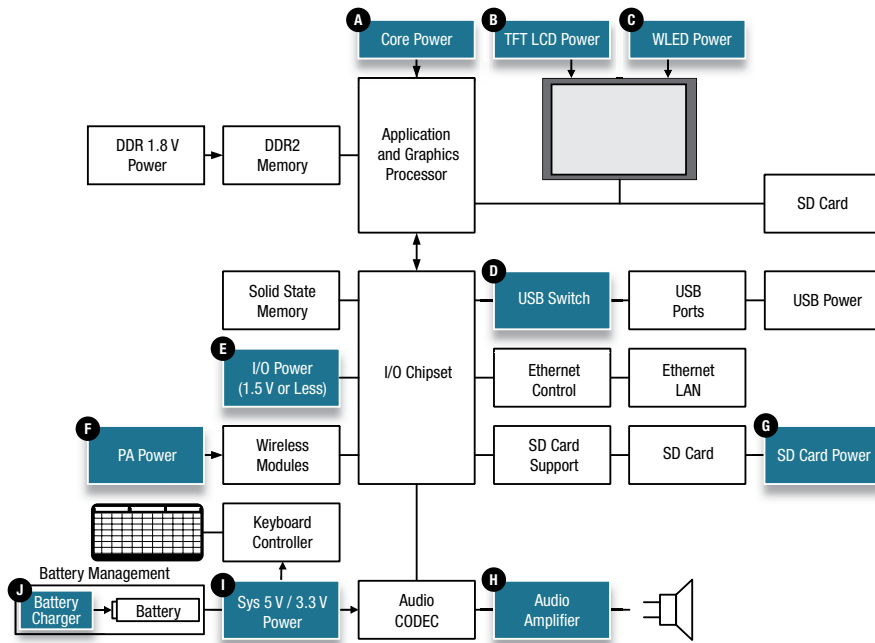 A
Core Power
B
TFT LCD Power
C
WLED Power
DDR 1.8 V
Power
DDR2
Memory
Application
and Graphics
Processor
SD Card
Solid State
Memory
I/O Chipset
D
USB Switch
USB
Ports
USB Power
E
I/O Power
(1.5 V or Less)
Ethernet
Control
Ethernet
LAN
F
PA Power
Wireless
Modules
SD Card
Support
SD Card
G
SD Card Power
Keyboard
Controller
Battery Management
J
Battery
Charger
Battery
I
Sys 5 V / 3.3 V
Power
Audio
CODEC
H
Audio
Amplifier